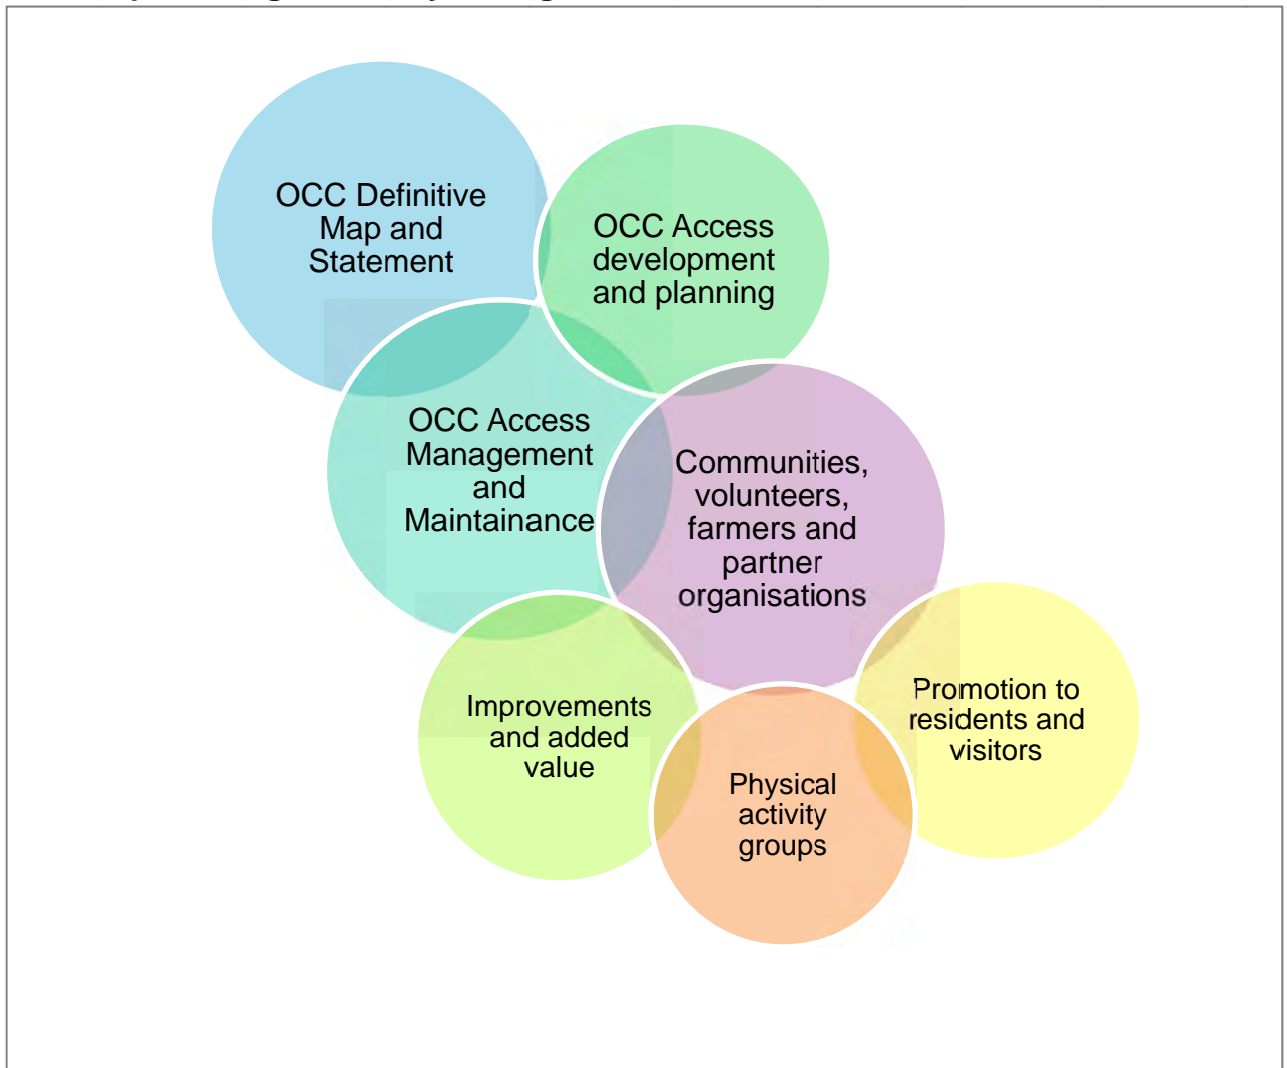 OCC Definitive
Map and
Statement
OCC Access
development
and planning
OCC Access
Management
and
Maintainance
Communities,
volunteers,
farmers and
partner
organisations
Improvements
and added
value
Physical
activity
groups
Promotion to
residents and
visitors